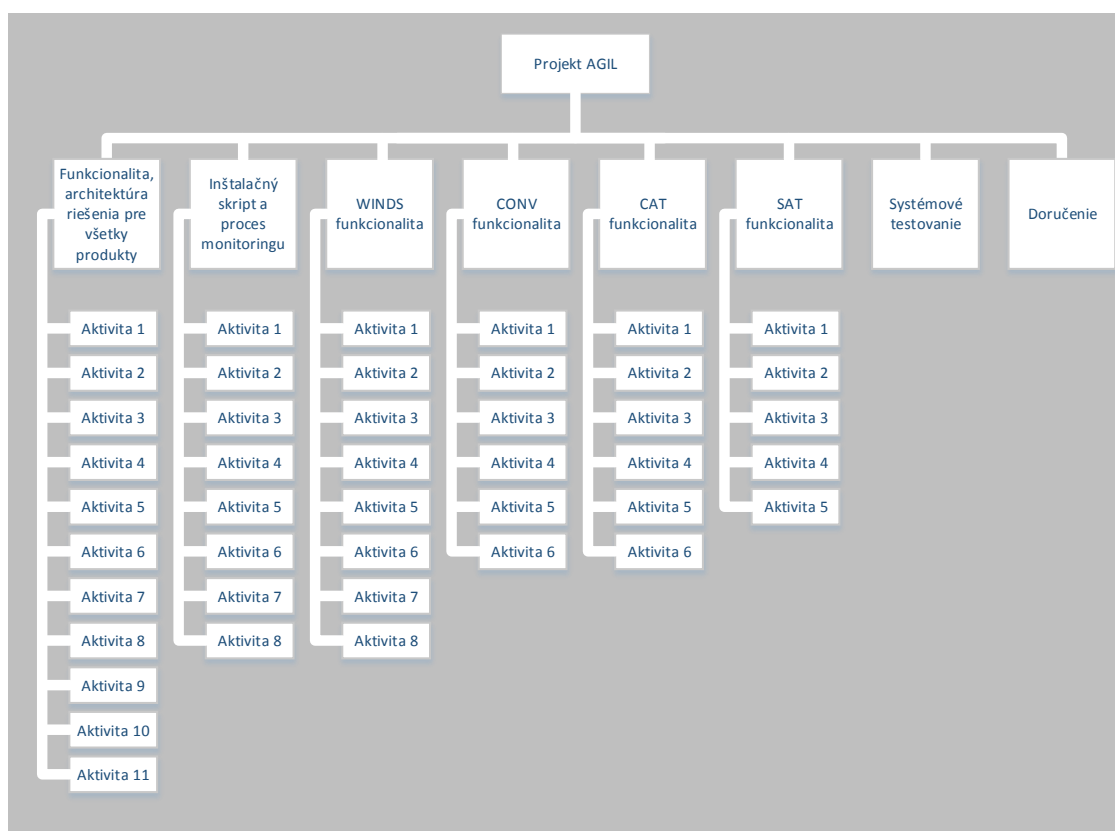 Projekt AGIL
Funkcionalita,
architektúra
riešenia pre
všetky
produkty
Inštalačný
skript a
proces
monitoringu
WINDS
funkcionalita
CONV
funkcionalita
CAT
funkcionalita
SAT
funkcionalita
Systémové
testovanie
Doručenie
Aktivita 1
Aktivita 2
Aktivita 3
Aktivita 4
Aktivita 5
Aktivita 6
Aktivita 7
Aktivita 8
Aktivita 9
Aktivita 10
Aktivita 11
Aktivita 1
Aktivita 2
Aktivita 3
Aktivita 4
Aktivita 5
Aktivita 6
Aktivita 7
Aktivita 8
Aktivita 1
Aktivita 2
Aktivita 3
Aktivita 4
Aktivita 5
Aktivita 6
Aktivita 7
Aktivita 8
Aktivita 1
Aktivita 2
Aktivita 3
Aktivita 4
Aktivita 5
Aktivita 6
Aktivita 1
Aktivita 2
Aktivita 3
Aktivita 4
Aktivita 5
Aktivita 6
Aktivita 1
Aktivita 2
Aktivita 3
Aktivita 4
Aktivita 5